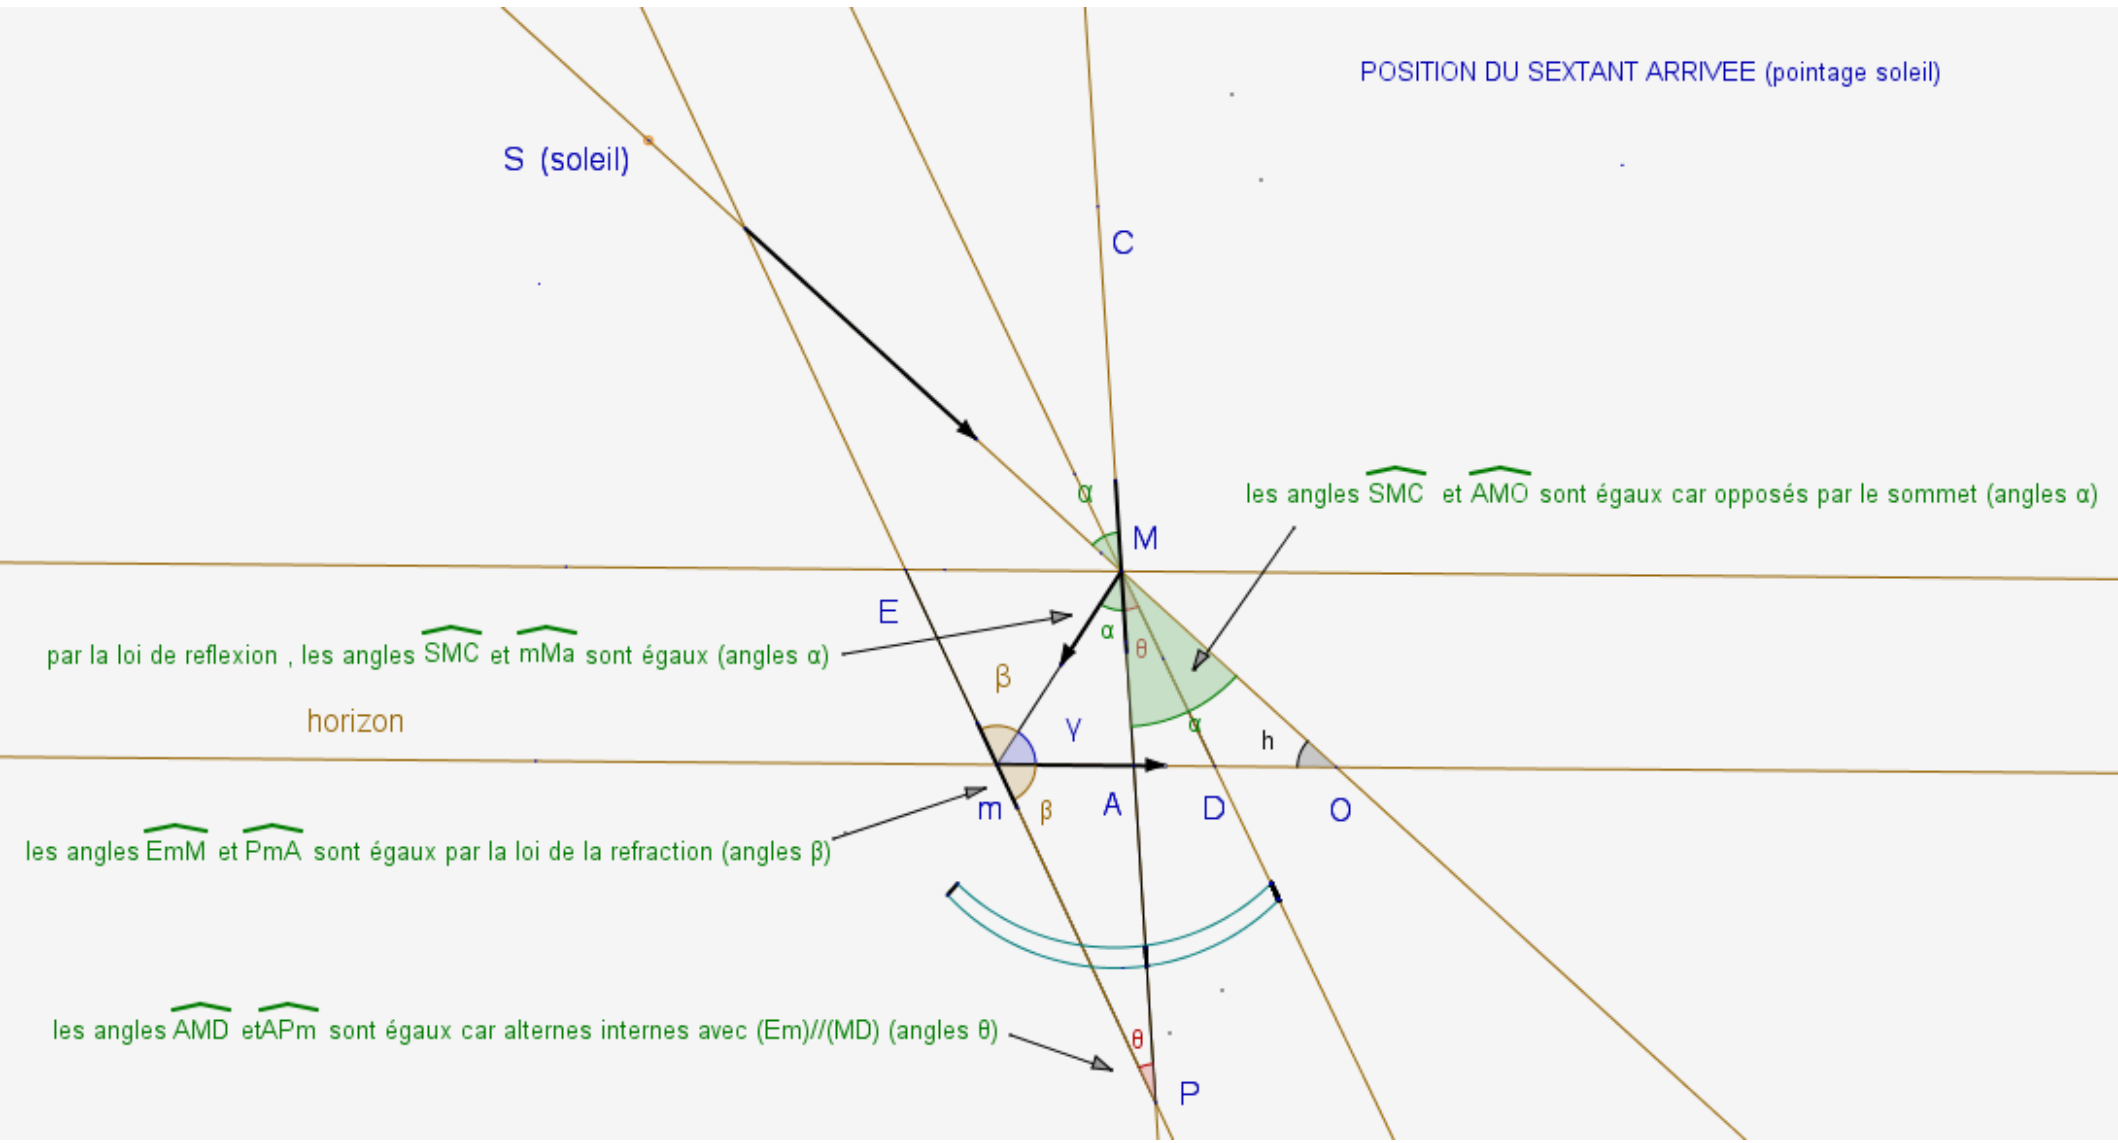 POSITION DU SEXTANT ARRIVEE (pointage soleil)
S (soleil)
C
α
les angles SMC et AMO sont égaux car opposés par le sommet (angles α)
M
E
α
θ
par la loi de reflexion , les angles SMC et mMa sont égaux (angles α)
β
horizon
γ
α
h
m
β
A
D
O
les angles EmM et PmA sont égaux par la loi de la refraction (angles β)
les angles AMD etAPm sont égaux car alternes internes avec (Em)//(MD) (angles θ)
θ
P